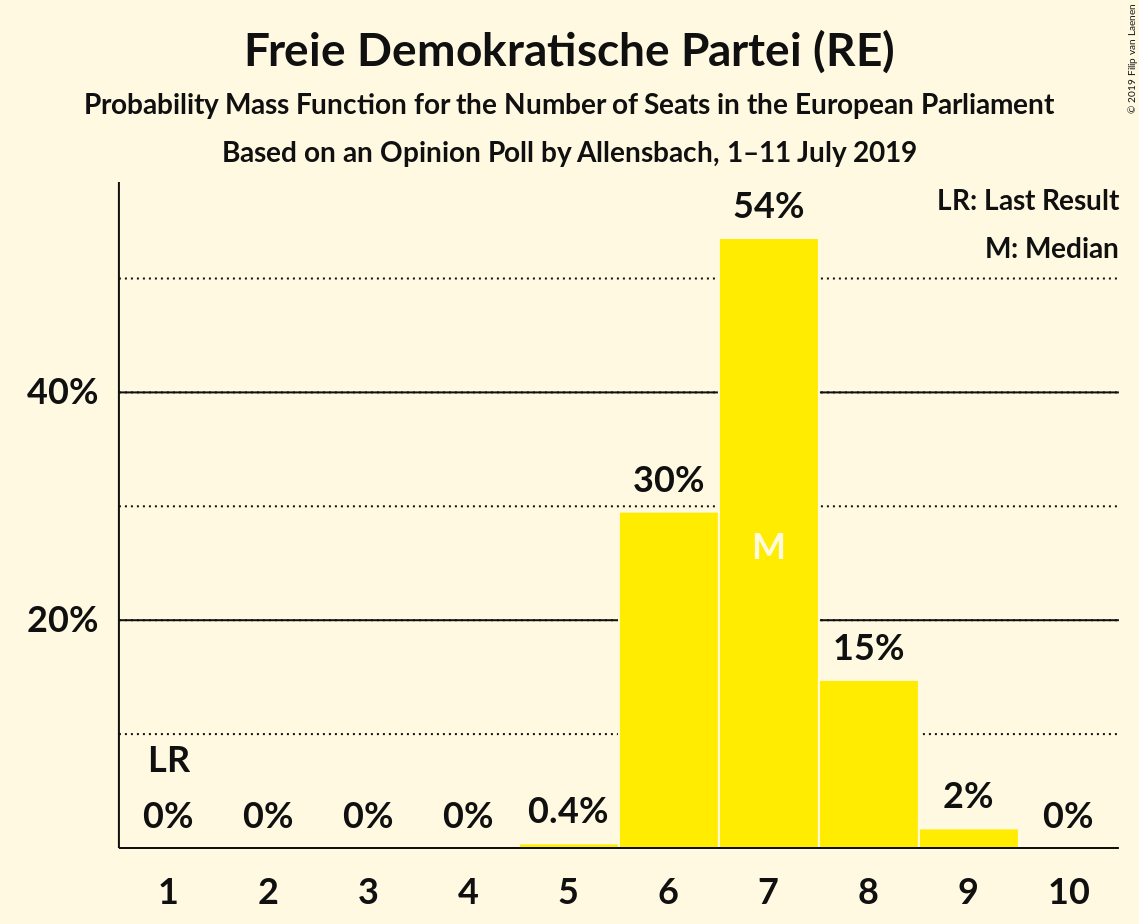 Freie Demokratische Partei (RE)
Probability Mass Function for the Number of Seats in the European Parliament
Based on an Opinion Poll by Allensbach, 1–11 July 2019
© 2019 Filip van Laenen
LR: Last Result
M: Median
54%
40%
30%
M
20%
15%
LR
0% 0% 0% 0% 0.4% 2% 0%
1 2 3 4 5 6 7 8 9 10